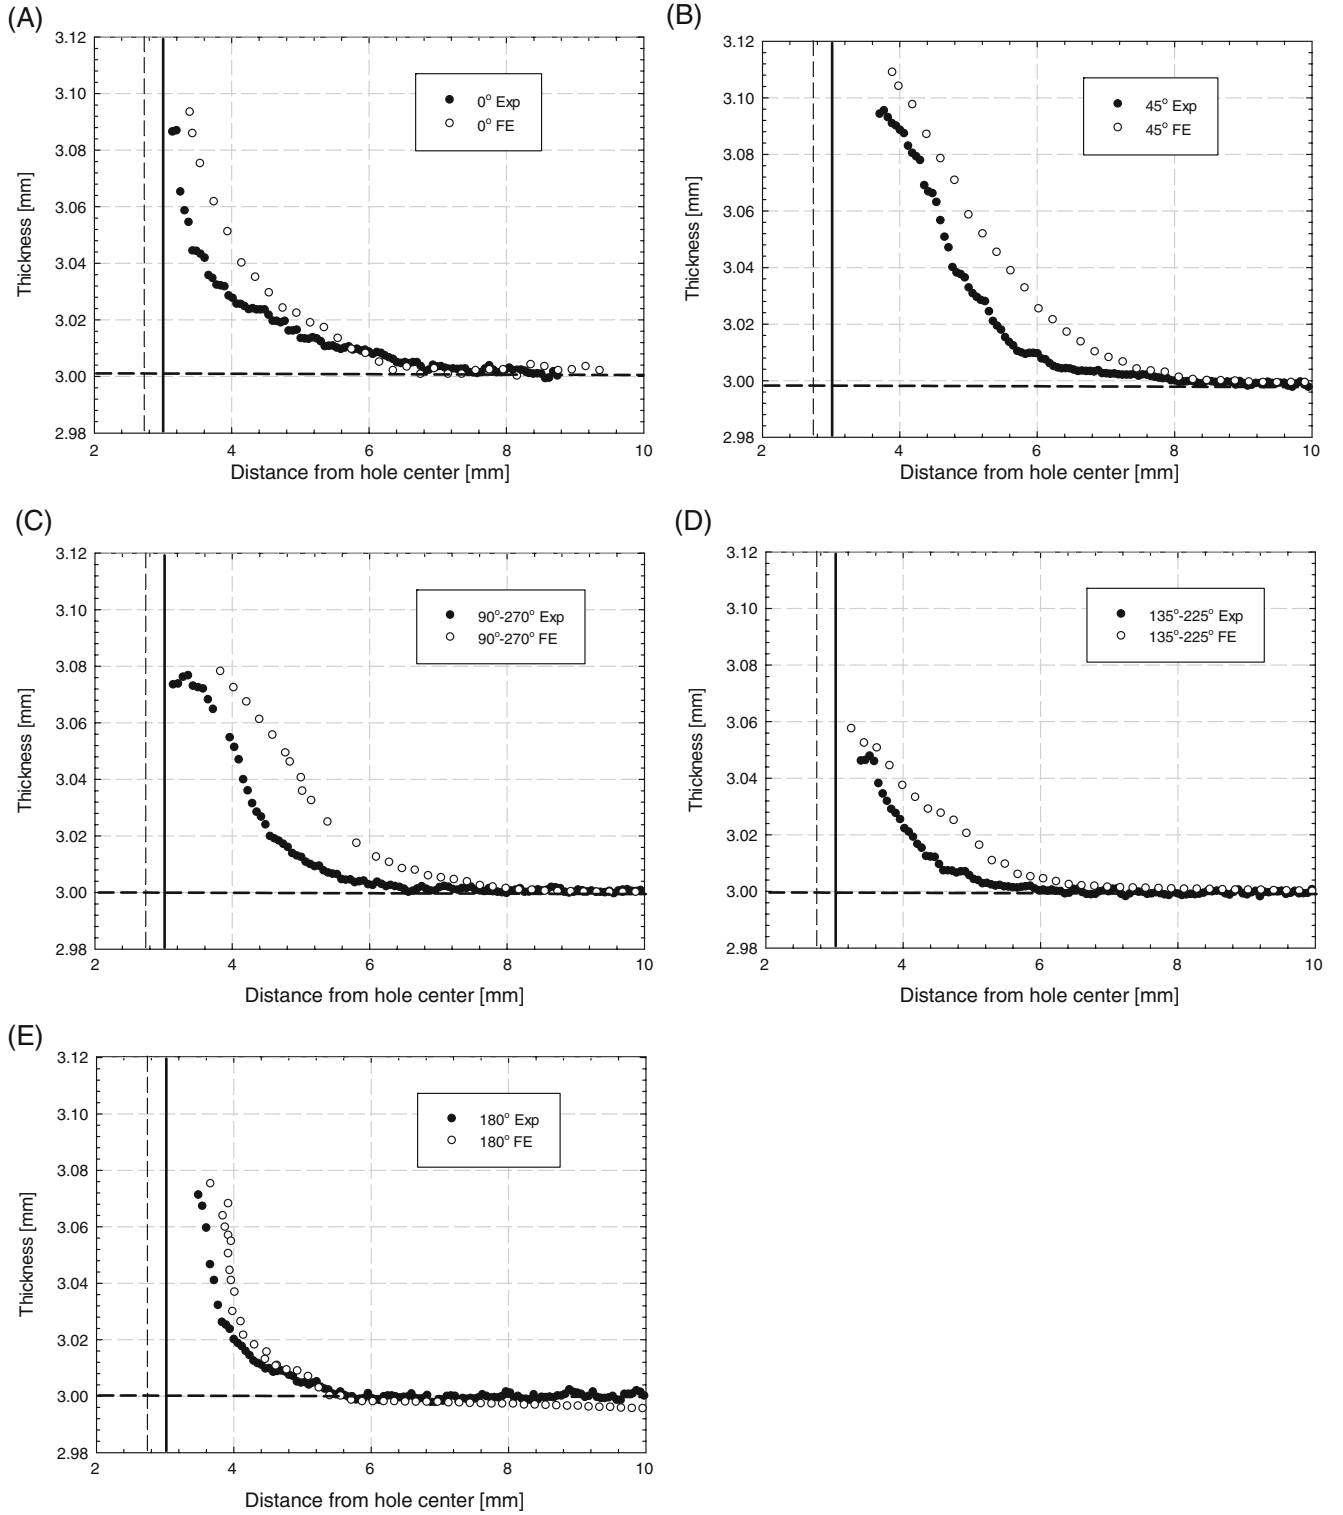 (A)
3.12
3.10
3.08
3.06
3.04
3.02
3.00
2.98
Thickness [mm]
0° Exp
0° FE
2 4 6 8 10
Distance from hole center [mm]
(B)
3.12
3.10
3.08
3.06
3.04
3.02
3.00
2.98
Thickness [mm]
45° Exp
45° FE
2 4 6 8 10
Distance from hole center [mm]
(C)
3.12
3.10
3.08
3.06
3.04
3.02
3.00
2.98
Thickness [mm]
90°-270° Exp
90°-270° FE
2 4 6 8 10
Distance from hole center [mm]
(D)
3.12
3.10
3.08
3.06
3.04
3.02
3.00
2.98
Thickness [mm]
135°-225° Exp
135°-225° FE
2 4 6 8 10
Distance from hole center [mm]
(E)
3.12
3.10
3.08
3.06
3.04
3.02
3.00
2.98
Thickness [mm]
180° Exp
180° FE
2 4 6 8 10
Distance from hole center [mm]